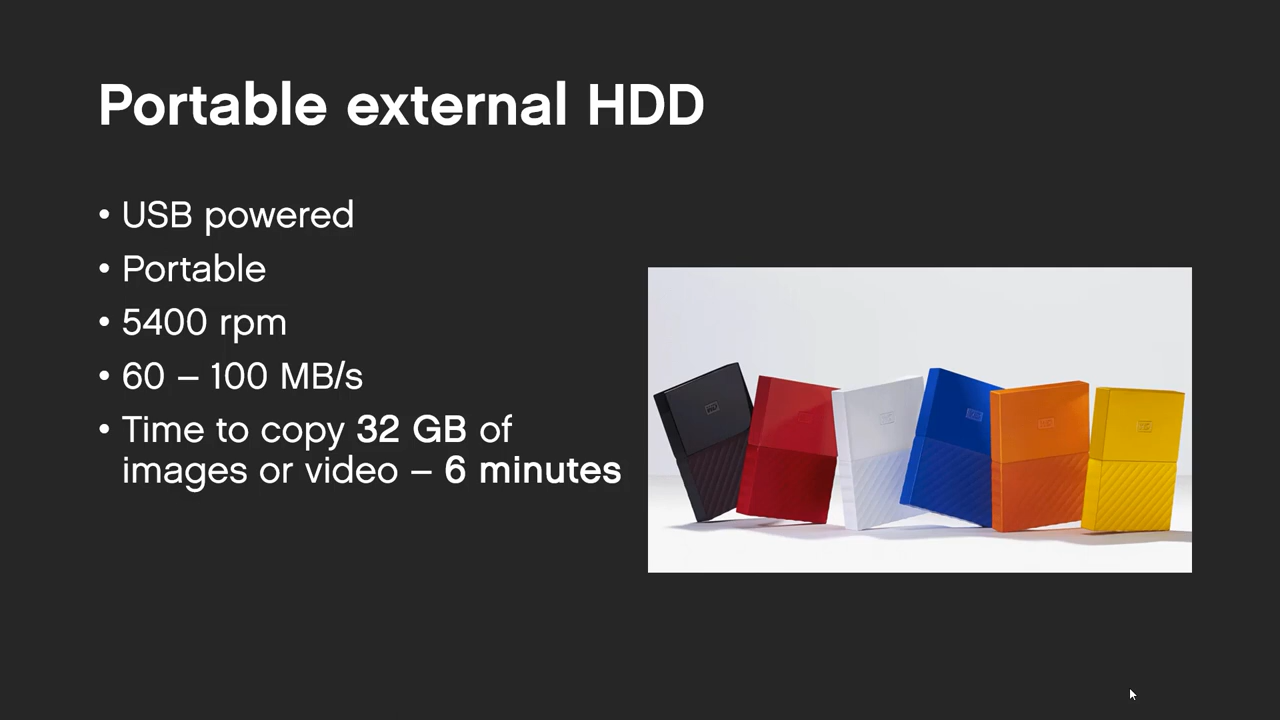 Portable external HDD
• USB powered
• Portable
• 5400 rpm
• 60 – 100 MB/s
• Time to copy 32 GB of
images or video – 6 minutes